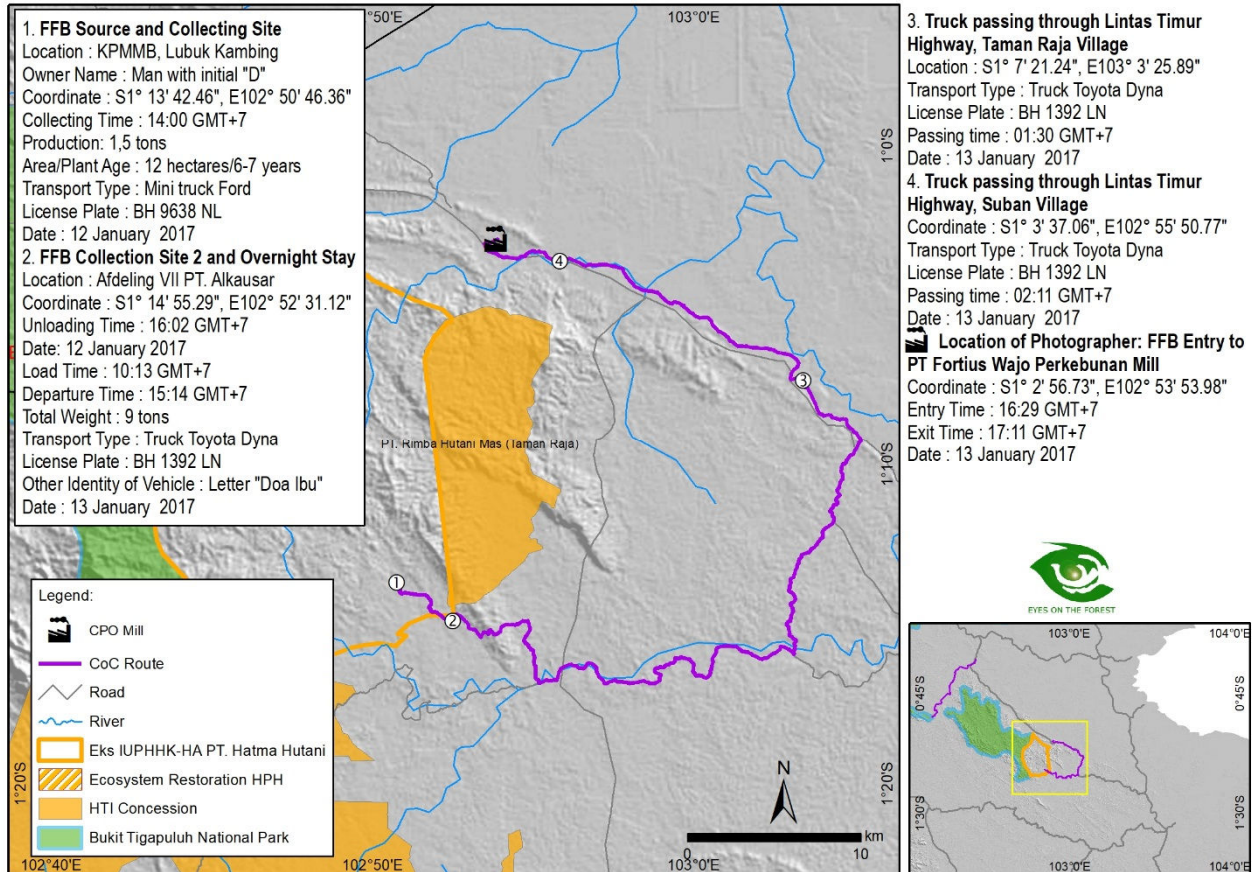 1. FFB Source and Collecting Site
Location : KPMMB, Lubuk Kambing
Owner Name : Man with initial "D"
Coordinate : S1° 13' 42.46", E102° 50' 46.36"
Collecting Time : 14:00 GMT+7
Production: 1,5 tons
Area/Plant Age : 12 hectares/6-7 years
Transport Type : Mini truck Ford
License Plate : BH 9638 NL
Date : 12 January 2017
2. FFB Collection Site 2 and Overnight Stay
Location : Afdeling VII PT. Alkausar
Coordinate : S1° 14' 55.29", E102° 52' 31.12"
Unloading Time : 16:02 GMT+7
Date: 12 January 2017
Load Time : 10:13 GMT+7
Departure Time : 15:14 GMT+7
Total Weight : 9 tons
Transport Type : Truck Toyota Dyna
License Plate : BH 1392 LN
Other Identity of Vehicle : Letter "Doa Ibu"
Date : 13 January 2017
Legend:
CPO Mill
CoC Route
Road
River
Eks IUPHHK-HA PT. Hatma Hutani
Ecosystem Restoration HPH
HTI Concession
Bukit Tigapuluh National Park
50'E
103°0'E
1°0'S
1°10'S
4
3
PT. Rimba Hutani Mas (Taman Raja)
1
2
1°20'S
102°40'E
102°50'E
103°0'E
N
km
0
10
3. Truck passing through Lintas Timur
Highway, Taman Raja Village
Location : S1° 7' 21.24", E103° 3' 25.89"
Transport Type : Truck Toyota Dyna
License Plate : BH 1392 LN
Passing time : 01:30 GMT+7
Date : 13 January 2017
4. Truck passing through Lintas Timur
Highway, Suban Village
Coordinate : S1° 3' 37.06", E102° 55' 50.77"
Transport Type : Truck Toyota Dyna
License Plate : BH 1392 LN
Passing time : 02:11 GMT+7
Date : 13 January 2017
Location of Photographer: FFB Entry to
PT Fortius Wajo Perkebunan Mill
Coordinate : S1° 2' 56.73", E102° 53' 53.98"
Entry Time : 16:29 GMT+7
Exit Time : 17:11 GMT+7
Date : 13 January 2017
EYES ON THE FOREST
103°0'E
104°0'E
0°45'S
0°45'S
1°30'S
1°30'S
103°0'E
104°0'E